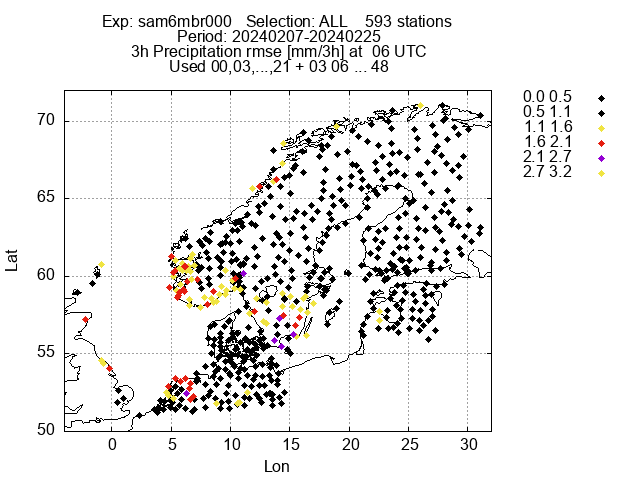 Exp: sam6mbr000 Selection: ALL 593 stations
Period: 20240207-20240225
3h Precipitation rmse [mm/3h] at 06 UTC
Used 00,03,...,21 + 03 06 ... 48
0.0 0.5
0.5 1.1
1.1 1.6
1.6 2.1
2.1 2.7
2.7 3.2
70
65
60
55
50
Lat
0 5 10 15 20 25 30
Lon